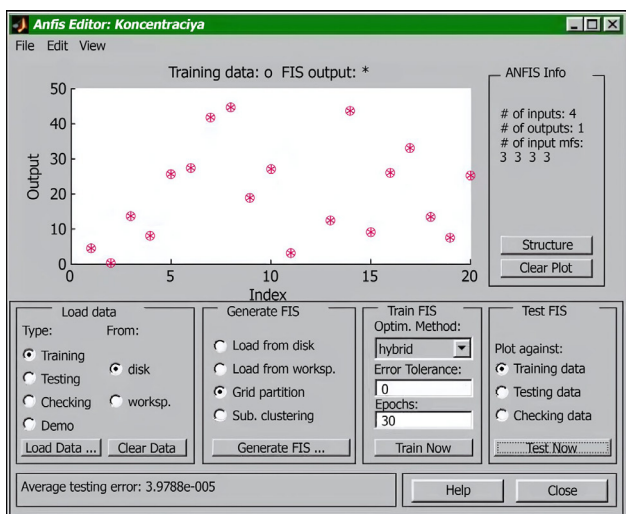 Anfis Editor: Koncentraciya
File Edit View
Training data: o FIS output: *
ANFIS Info
50
40
30
20
10
0
Output
0 5 10 15 20
Index
# of inputs: 4
# of outputs: 1
# of input mfs:
3 3 3 3
Structure
Clear Plot
Load data
Type: From:
Training
Testing
Checking
Demo
disk
worksp.
Load Data ... Clear Data
Generate FIS
Load from disk
Load from worksp.
Grid partition
Sub. clustering
Generate FIS ...
Train FIS
Optim. Method:
hybrid
Error Tolerance:
0
Epochs:
30
Train Now
Test FIS
Plot against:
Training data
Testing data
Checking data
Test Now
Average testing error: 3.9788e-005
Help Close